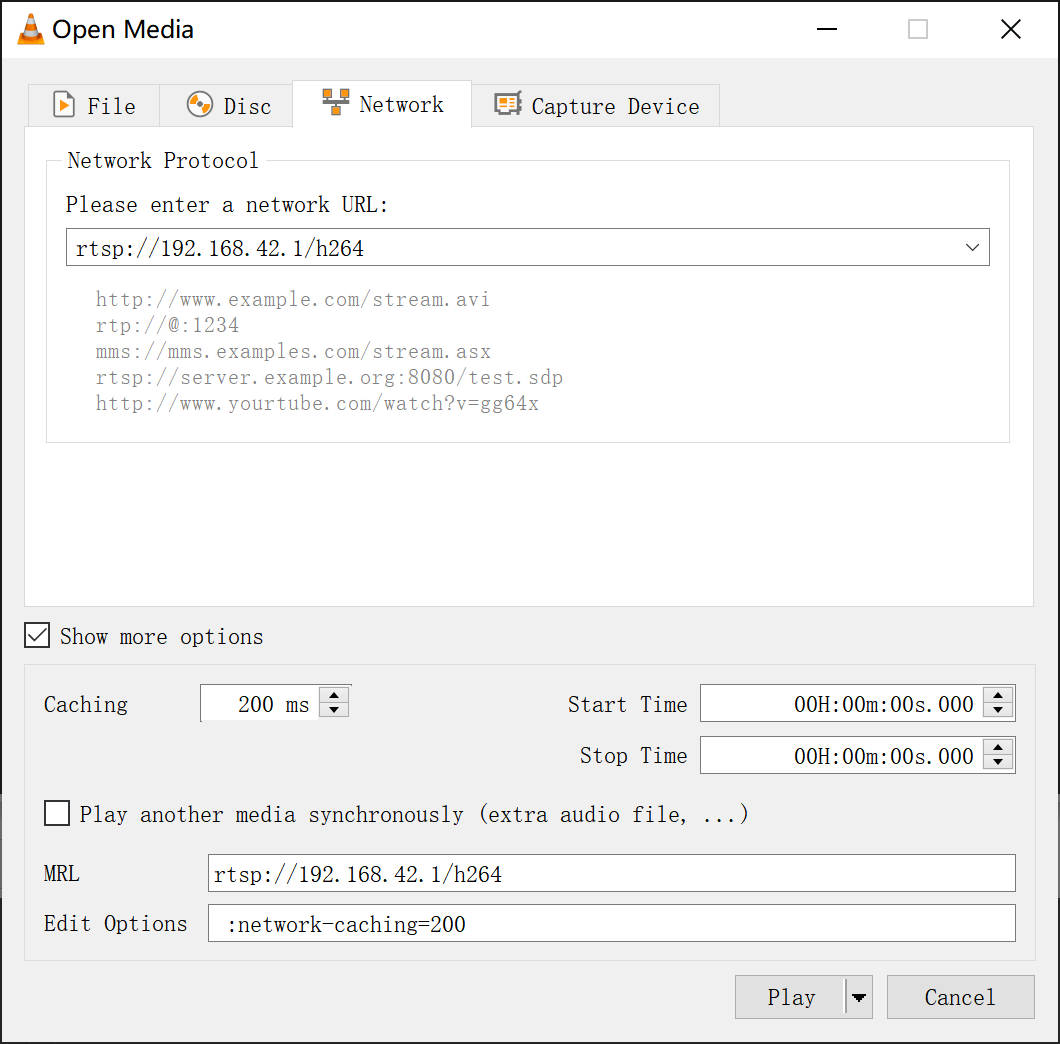 Open Media
File Disc Network Capture Device
Network Protocol
Please enter a network URL:
rtsp://192.168.42.1/h264
http://www.example.com/stream.avi
rtp://@:1234
mms://mms.examples.com/stream.asx
rtsp://server.example.org:8080/test.sdp
http://www.yourtube.com/watch?v=gg64x
Show more options
Caching 200 ms Start Time 00H:00m:00s.000
Stop Time 00H:00m:00s.000
Play another media synchronously (extra audio file, ...)
MRL rtsp://192.168.42.1/h264
Edit Options :network-caching=200
Play Cancel